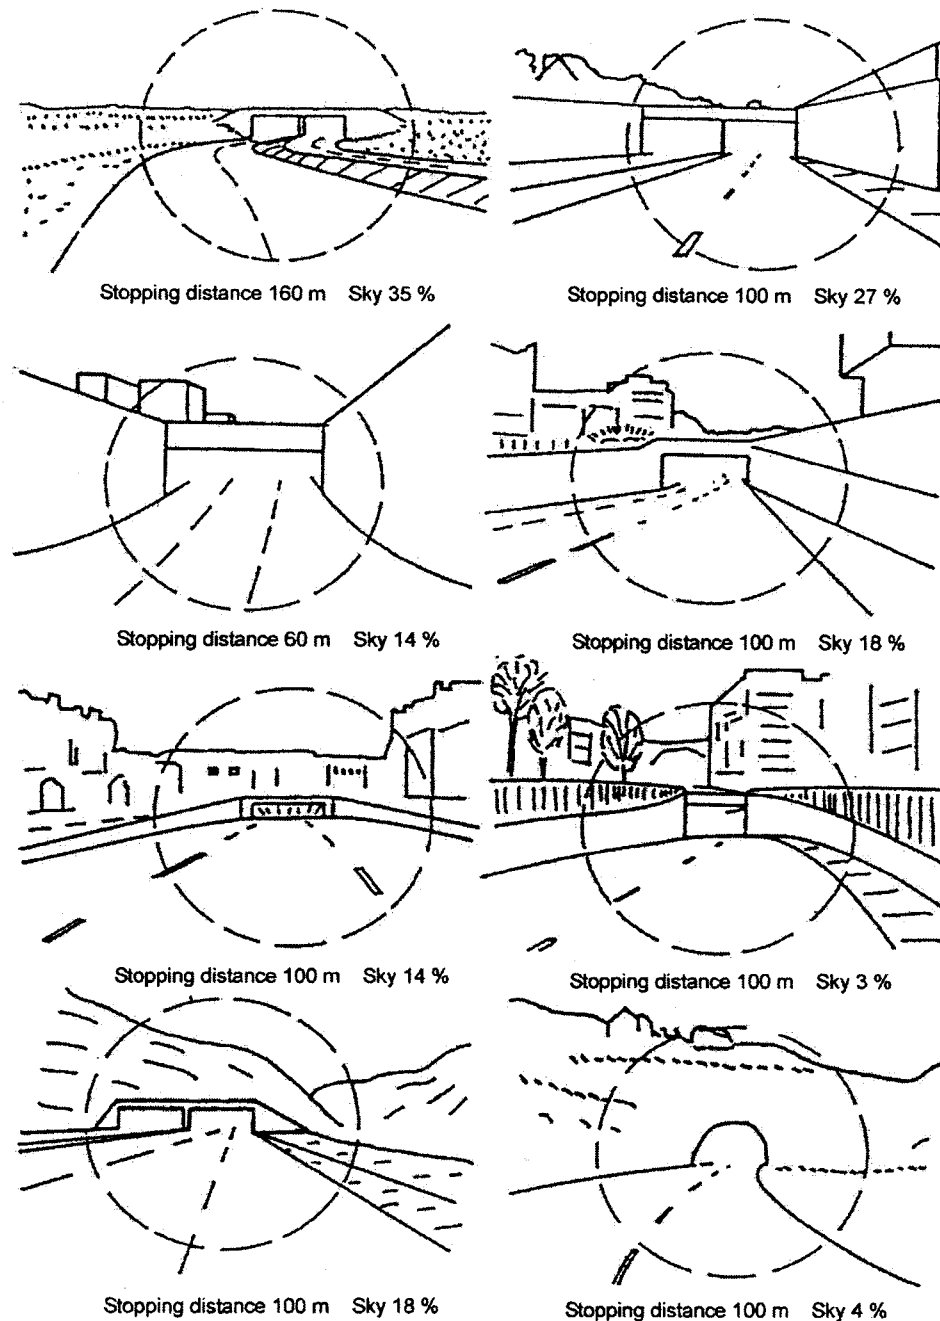 Stopping distance 160 m Sky 35 %
Stopping distance 100 m Sky 27 %
Stopping distance 60 m Sky 14 %
Stopping distance 100 m Sky 18 %
Stopping distance 100 m Sky 14 %
Stopping distance 100 m Sky 3 %
Stopping distance 100 m Sky 18 %
Stopping distance 100 m Sky 4 %